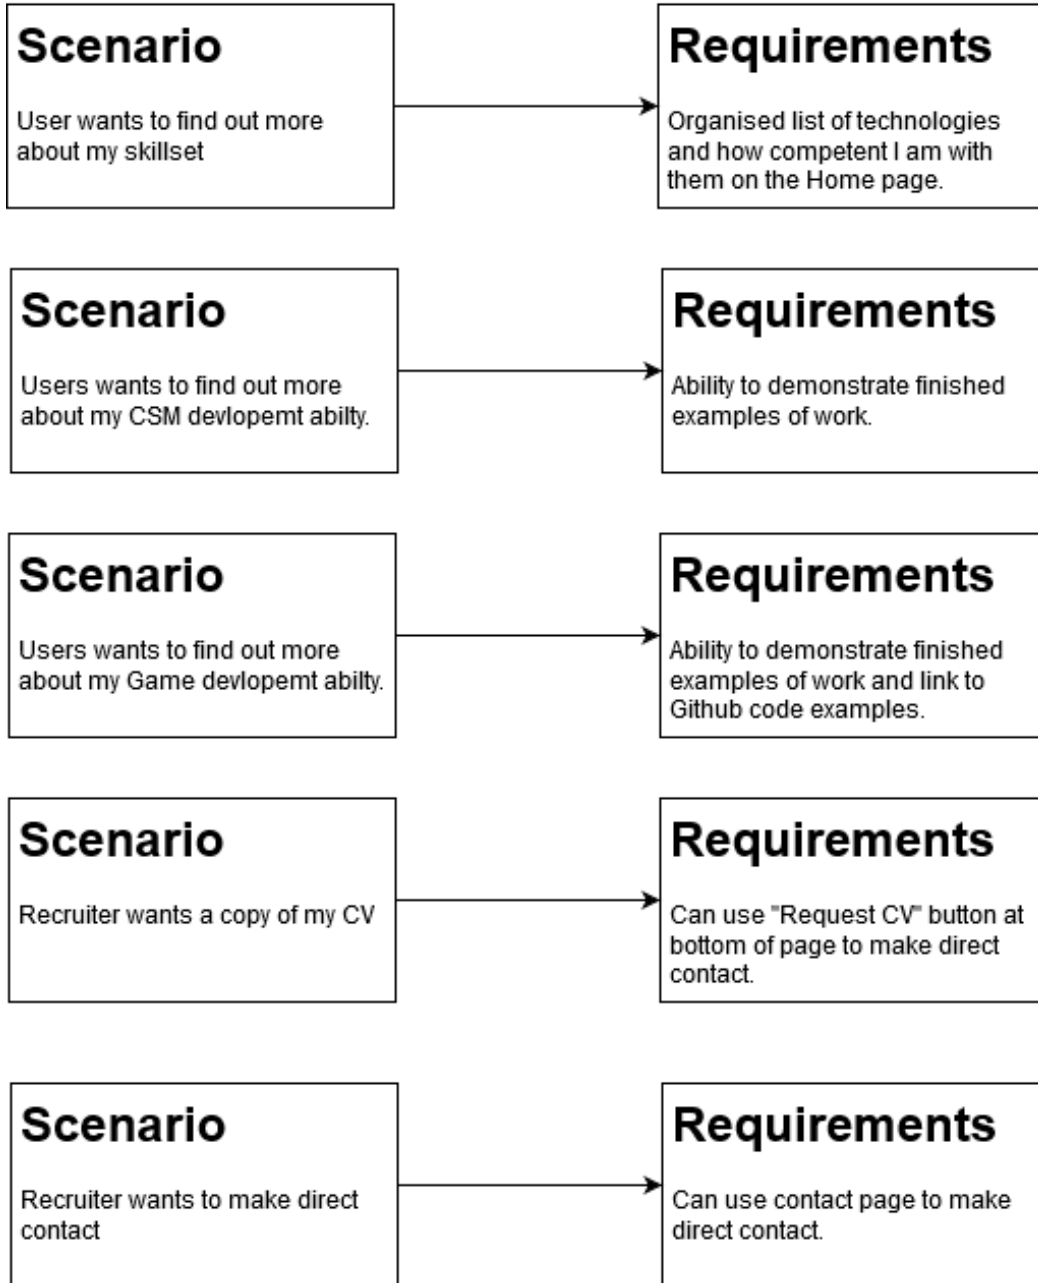 Scenario
User wants to find out more
about my skillset
Requirements
Organised list of technologies
and how competent I am with
them on the Home page.
Scenario
Users wants to find out more
about my CSM devlopemt abilty.
Requirements
Ability to demonstrate finished
examples of work.
Scenario
Users wants to find out more
about my Game devlopemt abilty.
Requirements
Ability to demonstrate finished
examples of work and link to
Github code examples.
Scenario
Recruiter wants a copy of my CV
Requirements
Can use "Request CV" button at
bottom of page to make direct
contact.
Scenario
Recruiter wants to make direct
contact
Requirements
Can use contact page to make
direct contact.